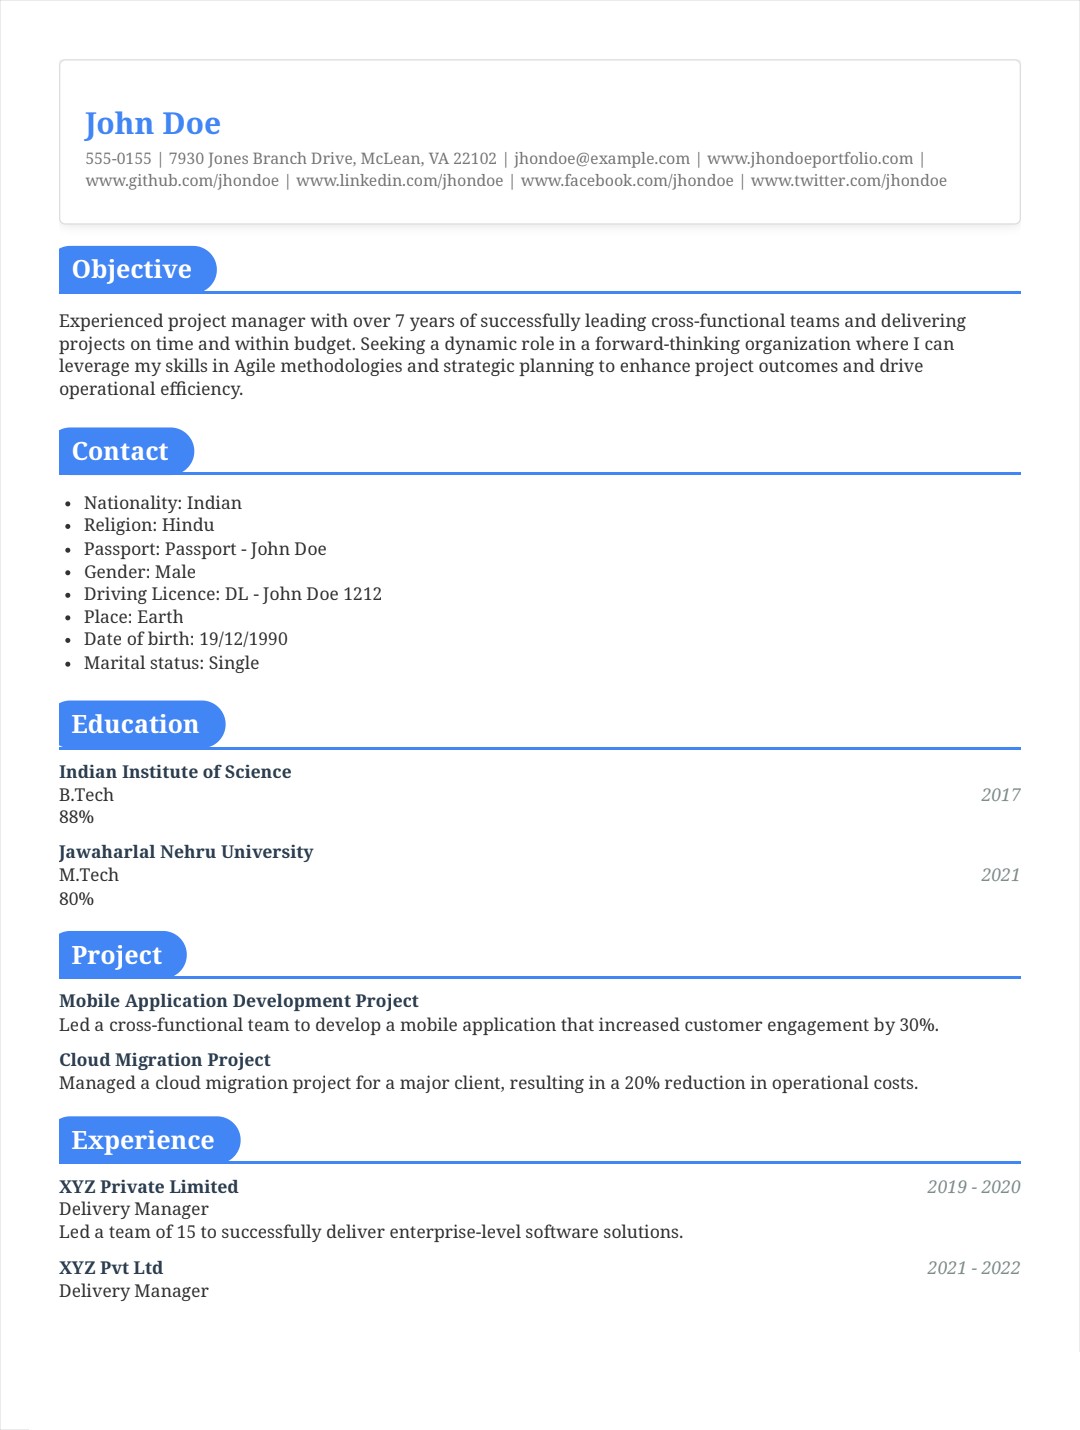 John Doe
555-0155 | 7930 Jones Branch Drive, McLean, VA 22102 | jhondoe@example.com | www.jhondoeportfolio.com |
www.github.com/jhondoe | www.linkedin.com/jhondoe | www.facebook.com/jhondoe | www.twitter.com/jhondoe
Objective
Experienced project manager with over 7 years of successfully leading cross-functional teams and delivering
projects on time and within budget. Seeking a dynamic role in a forward-thinking organization where I can
leverage my skills in Agile methodologies and strategic planning to enhance project outcomes and drive
operational efficiency.
Contact
• Nationality: Indian
• Religion: Hindu
• Passport: Passport - John Doe
• Gender: Male
• Driving Licence: DL - John Doe 1212
• Place: Earth
• Date of birth: 19/12/1990
• Marital status: Single
Education
Indian Institute of Science
B.Tech 2017
88%
Jawaharlal Nehru University
M.Tech 2021
80%
Project
Mobile Application Development Project
Led a cross-functional team to develop a mobile application that increased customer engagement by 30%.
Cloud Migration Project
Managed a cloud migration project for a major client, resulting in a 20% reduction in operational costs.
Experience
XYZ Private Limited 2019 - 2020
Delivery Manager
Led a team of 15 to successfully deliver enterprise-level software solutions.
XYZ Pvt Ltd 2021 - 2022
Delivery Manager